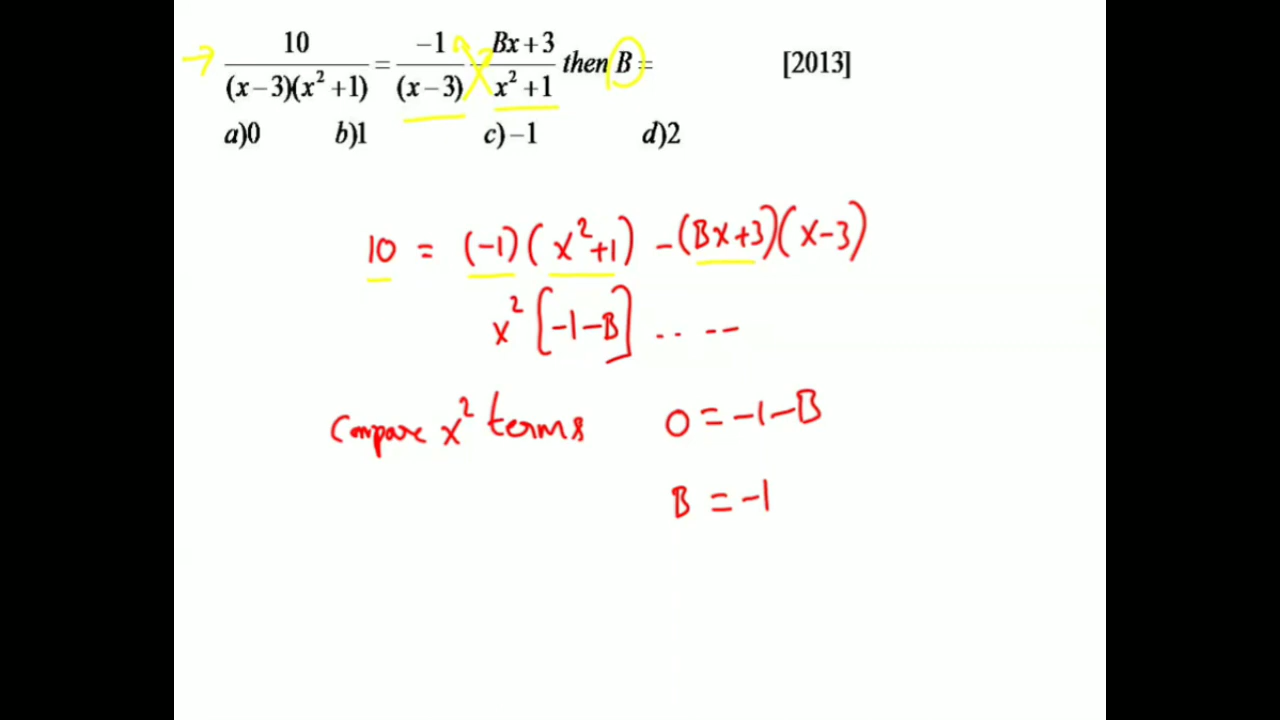 → 10/((x−3)(x²+1)) = −1/(x−3) − (Bx+3)/(x²+1) then B = [2013]
a)0 b)1 c)−1 d)2
10 = (−1)(x²+1) −(Bx+3)(x−3)
x² [−1−B] .. --
Compare x² terms 0 = −1−B
B = −1